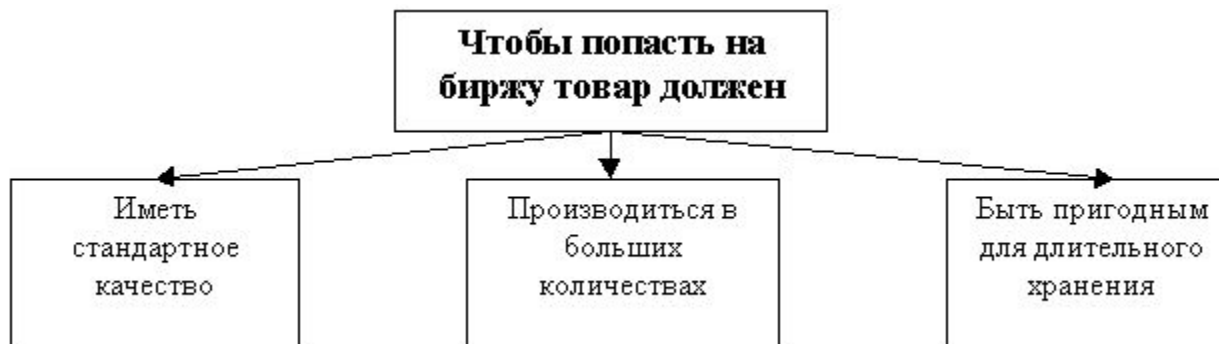 Чтобы попасть на
биржу товар должен
Иметь
стандартное
качество
Производиться в
больших
количествах
Быть пригодным
для длительного
хранения